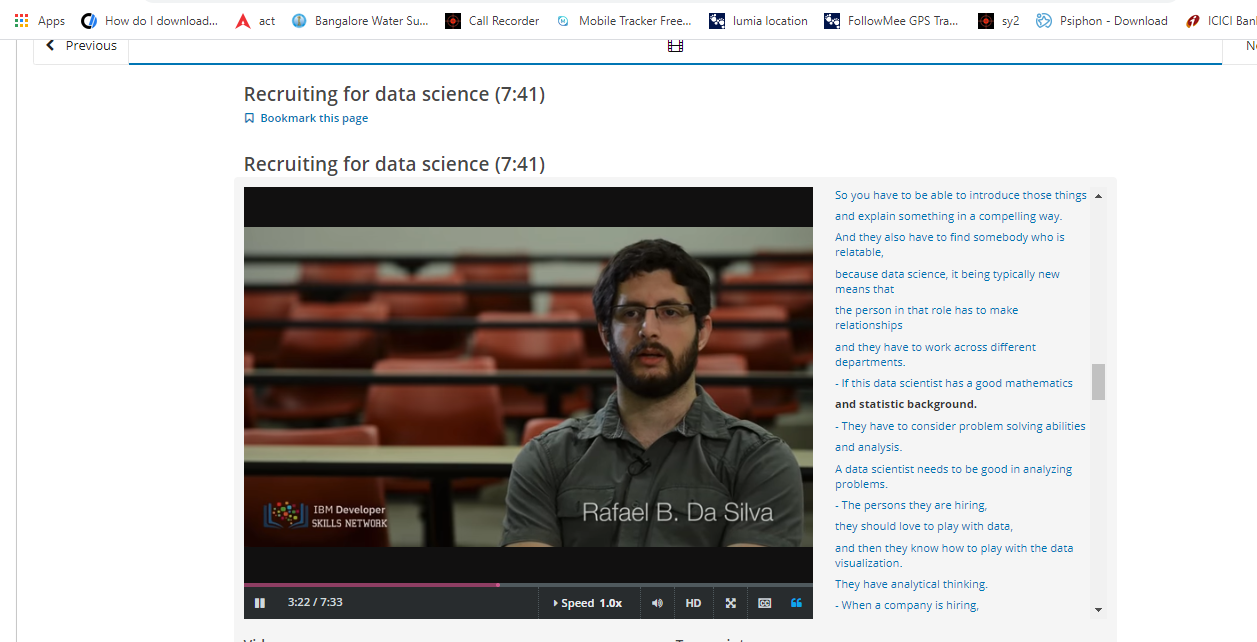 Apps How do I download... act Bangalore Water Su... Call Recorder Mobile Tracker Free... lumia location FollowMee GPS Tra... sy2 Psiphon - Download ICICI Ban
Previous
Recruiting for data science (7:41)
Bookmark this page
Recruiting for data science (7:41)
So you have to be able to introduce those things
and explain something in a compelling way.
And they also have to find somebody who is
relatable,
because data science, it being typically new
means that
the person in that role has to make
relationships
and they have to work across different
departments.
- If this data scientist has a good mathematics
and statistic background.
- They have to consider problem solving abilities
and analysis.
A data scientist needs to be good in analyzing
problems.
- The persons they are hiring,
they should love to play with data,
and then they know how to play with the data
visualization.
They have analytical thinking.
- When a company is hiring,
IBM Developer
SKILLS NETWORK
Rafael B. Da Silva
3:22 / 7:33 Speed 1.0x HD